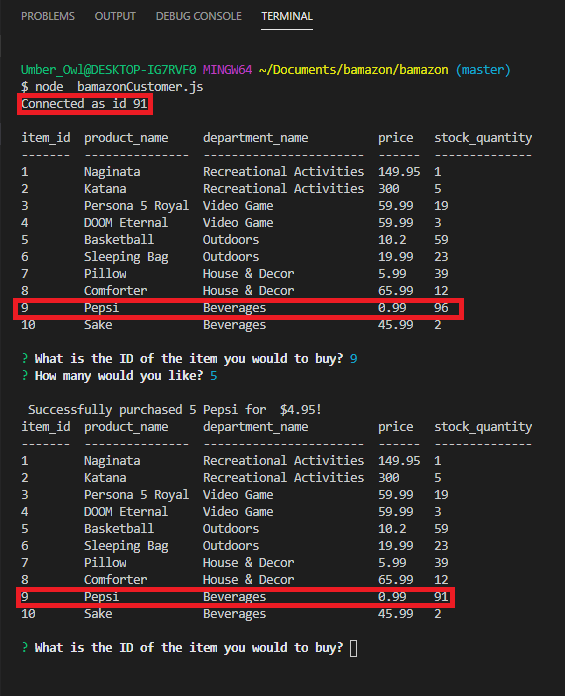 PROBLEMS OUTPUT DEBUG CONSOLE TERMINAL
Umber_Owl@DESKTOP-IG7RVF0 MINGW64 ~/Documents/bamazon/bamazon (master)
$ node  bamazonCustomer.js
Connected as id 91
item_id  product_name     department_name          price   stock_quantity
-------  ---------------  -----------------------  ------  --------------
1        Naginata         Recreational Activities  149.95  1
2        Katana           Recreational Activities  300     5
3        Persona 5 Royal  Video Game               59.99   19
4        DOOM Eternal     Video Game               59.99   3
5        Basketball       Outdoors                 10.2    59
6        Sleeping Bag     Outdoors                 19.99   23
7        Pillow           House & Decor            5.99    39
8        Comforter        House & Decor            65.99   12
9        Pepsi            Beverages                0.99    96
10       Sake             Beverages                45.99   2
? What is the ID of the item you would to buy? 9
? How many would you like? 5
Successfully purchased 5 Pepsi for  $4.95!
item_id  product_name     department_name          price   stock_quantity
-------  ---------------  -----------------------  ------  --------------
1        Naginata         Recreational Activities  149.95  1
2        Katana           Recreational Activities  300     5
3        Persona 5 Royal  Video Game               59.99   19
4        DOOM Eternal     Video Game               59.99   3
5        Basketball       Outdoors                 10.2    59
6        Sleeping Bag     Outdoors                 19.99   23
7        Pillow           House & Decor            5.99    39
8        Comforter        House & Decor            65.99   12
9        Pepsi            Beverages                0.99    91
10       Sake             Beverages                45.99   2
? What is the ID of the item you would to buy?